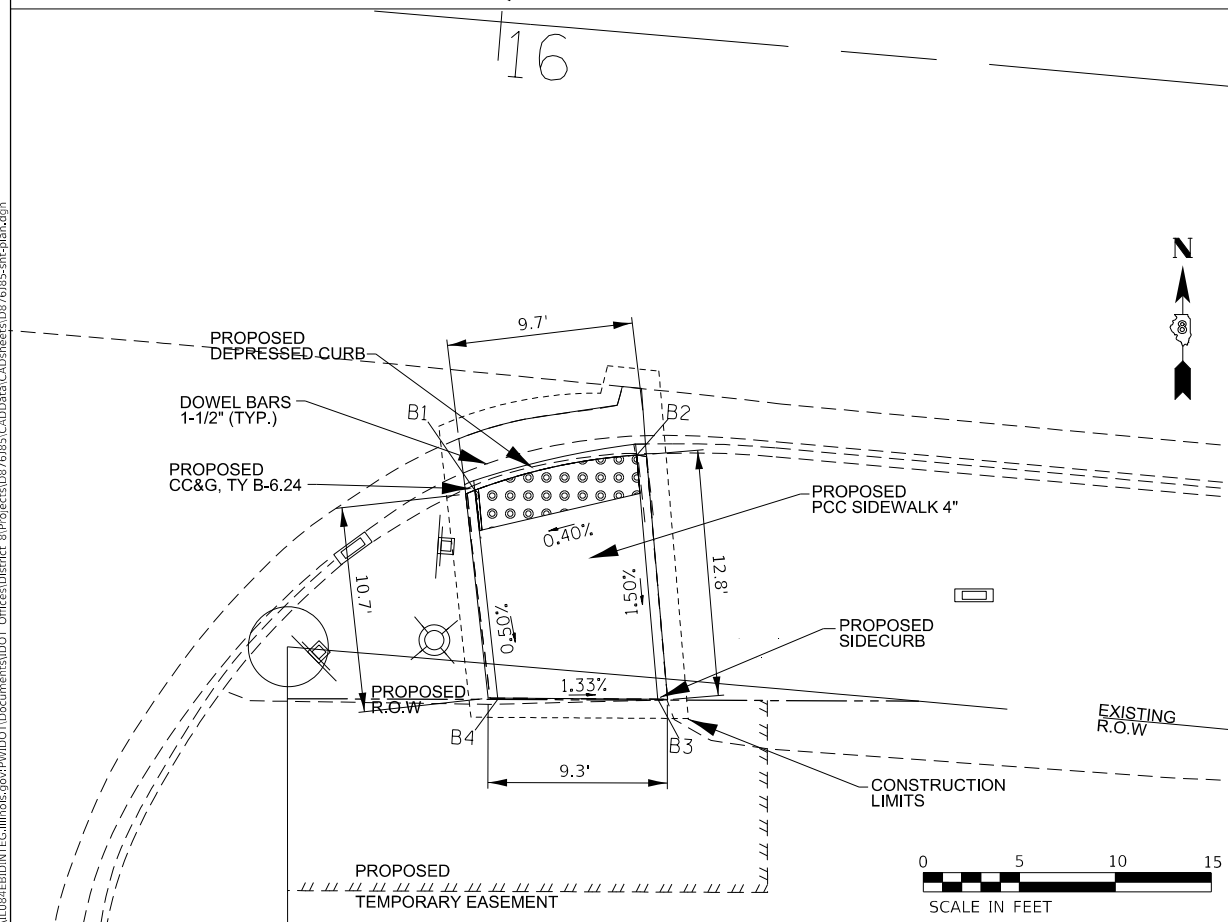 16
N
8
9.7'
PROPOSED
DEPRESSED CURB
DOWEL BARS
1-1/2" (TYP.)
B1
B2
PROPOSED
CC&G, TY B-6.24
PROPOSED
PCC SIDEWALK 4"
0.40%
10.7'
12.8'
1.50%
0.50%
PROPOSED
SIDECURB
PROPOSED
R.O.W
1.33%
EXISTING
R.O.W
B4
B3
9.3'
CONSTRUCTION
LIMITS
PROPOSED
TEMPORARY EASEMENT
0 5 10 15
SCALE IN FEET